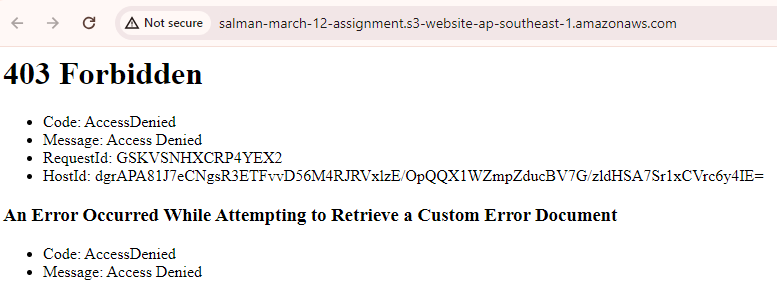 Not secure salman-march-12-assignment.s3-website-ap-southeast-1.amazonaws.com
403 Forbidden
Code: AccessDenied
Message: Access Denied
RequestId: GSKVSNHXCRP4YEX2
HostId: dgrAPA81J7eCNgsR3ETFvvD56M4RJRVxlzE/OpQQX1WZmpZducBV7G/zldHSA7Sr1xCVrc6y4IE=
An Error Occurred While Attempting to Retrieve a Custom Error Document
Code: AccessDenied
Message: Access Denied